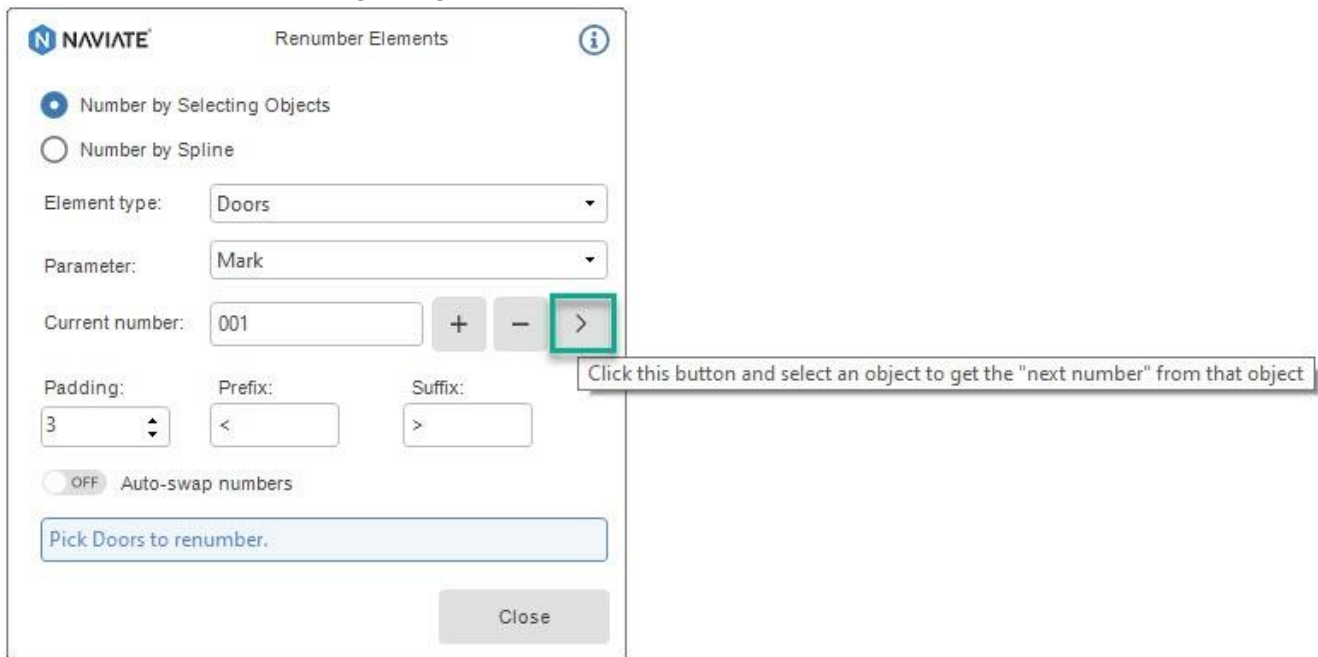 NAVIATE
Renumber Elements
Number by Selecting Objects
Number by Spline
Element type: Doors
Parameter: Mark
Current number: 001 + - >
Click this button and select an object to get the "next number" from that object
Padding: Prefix: Suffix:
3 < >
OFF Auto-swap numbers
Pick Doors to renumber.
Close